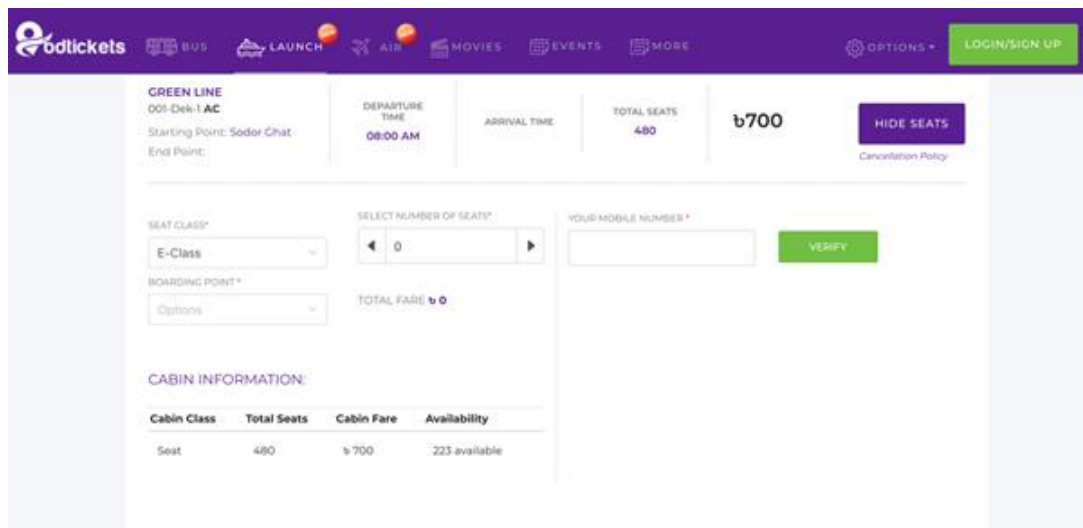 bdtickets
BUS
LAUNCH
AIR
MOVIES
EVENTS
MORE
OPTIONS
LOGIN/SIGN UP
GREEN LINE
001-Dek-1 AC
Starting Point: Sodor Ghat
End Point:
DEPARTURE
TIME
08:00 AM
ARRIVAL TIME
TOTAL SEATS
480
৳700
HIDE SEATS
Cancellation Policy
SEAT CLASS*
E-Class
BOARDING POINT*
Options
SELECT NUMBER OF SEATS*
0
TOTAL FARE ৳ 0
YOUR MOBILE NUMBER *
VERIFY
CABIN INFORMATION:
Cabin Class Total Seats Cabin Fare Availability
Seat 480 ৳ 700 223 available